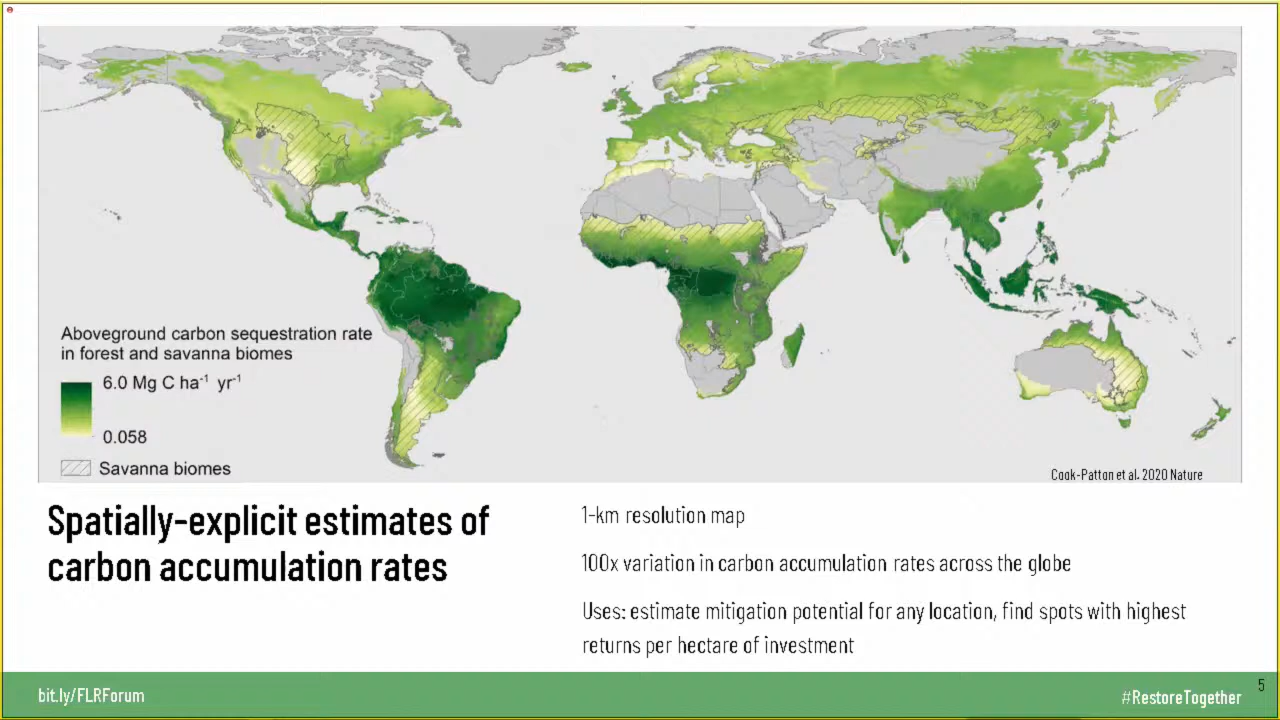 Aboveground carbon sequestration rate
in forest and savanna biomes
6.0 Mg C ha⁻¹ yr⁻¹
0.058
Savanna biomes
Cook-Patton et al. 2020 Nature
Spatially-explicit estimates of
carbon accumulation rates
1-km resolution map
100x variation in carbon accumulation rates across the globe
Uses: estimate mitigation potential for any location, find spots with highest
returns per hectare of investment
bit.ly/FLRForum
#RestoreTogether
5